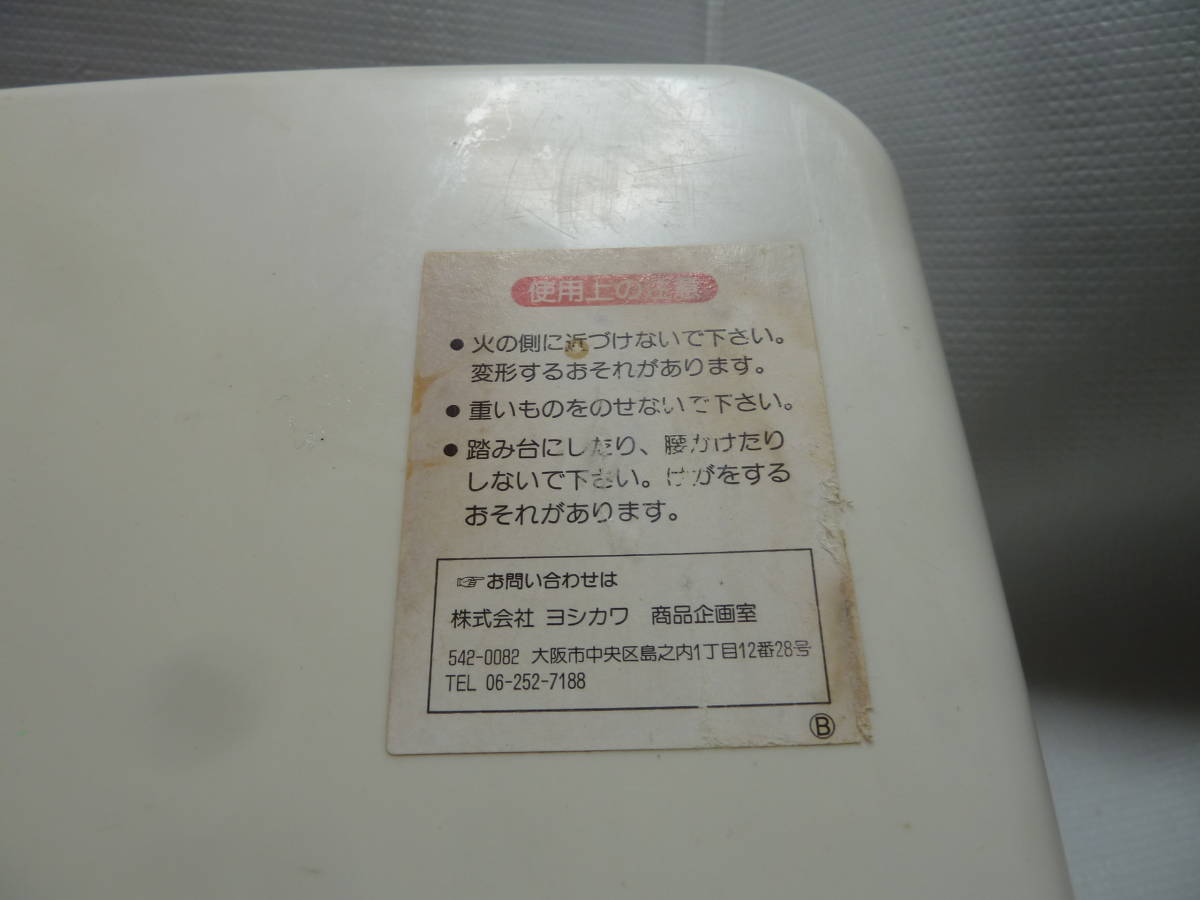 使用上の注意
● 火の側に近づけないで下さい。
変形するおそれがあります。
● 重いものをのせないで下さい。
● 踏み台にしたり、腰かけたり
しないで下さい。けがをする
おそれがあります。
☞お問い合わせは
株式会社 ヨシカワ 商品企画室
542-0082 大阪市中央区島之内1丁目12番28号
TEL 06-252-7188
Ⓑ